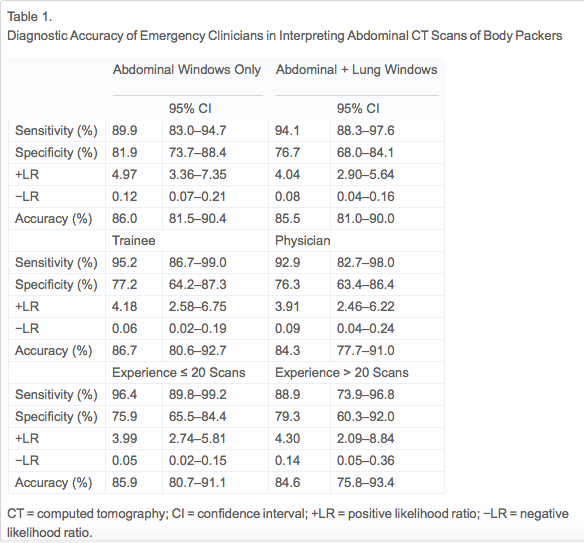 Table 1.
Diagnostic Accuracy of Emergency Clinicians in Interpreting Abdominal CT Scans of Body Packers
Abdominal Windows Only Abdominal + Lung Windows
95% CI 95% CI
Sensitivity (%) 89.9 83.0–94.7 94.1 88.3–97.6
Specificity (%) 81.9 73.7–88.4 76.7 68.0–84.1
+LR 4.97 3.36–7.35 4.04 2.90–5.64
−LR 0.12 0.07–0.21 0.08 0.04–0.16
Accuracy (%) 86.0 81.5–90.4 85.5 81.0–90.0
Trainee Physician
Sensitivity (%) 95.2 86.7–99.0 92.9 82.7–98.0
Specificity (%) 77.2 64.2–87.3 76.3 63.4–86.4
+LR 4.18 2.58–6.75 3.91 2.46–6.22
−LR 0.06 0.02–0.19 0.09 0.04–0.24
Accuracy (%) 86.7 80.6–92.7 84.3 77.7–91.0
Experience ≤ 20 Scans Experience > 20 Scans
Sensitivity (%) 96.4 89.8–99.2 88.9 73.9–96.8
Specificity (%) 75.9 65.5–84.4 79.3 60.3–92.0
+LR 3.99 2.74–5.81 4.30 2.09–8.84
−LR 0.05 0.02–0.15 0.14 0.05–0.36
Accuracy (%) 85.9 80.7–91.1 84.6 75.8–93.4
CT = computed tomography; CI = confidence interval; +LR = positive likelihood ratio; −LR = negative
likelihood ratio.